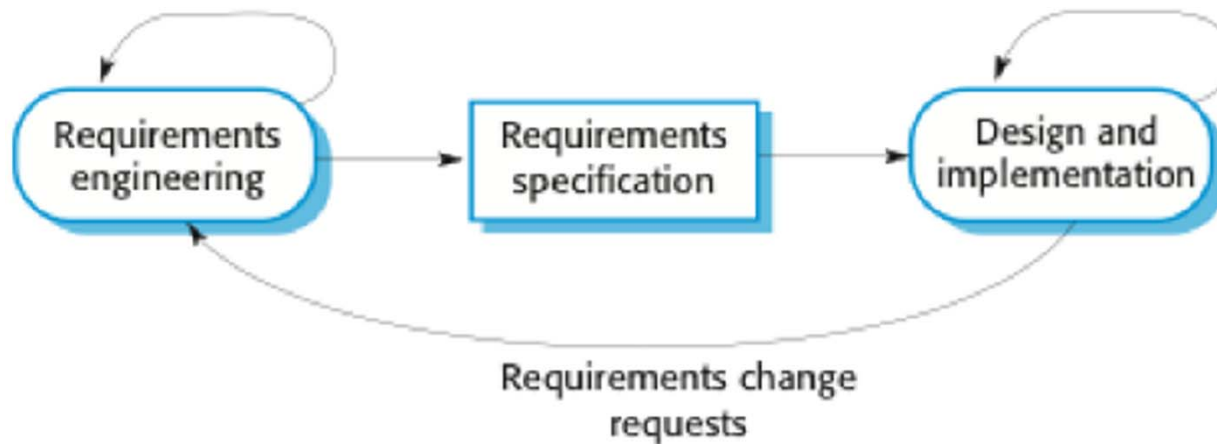 Requirements
engineering
Requirements
specification
Design and
implementation
Requirements change
requests